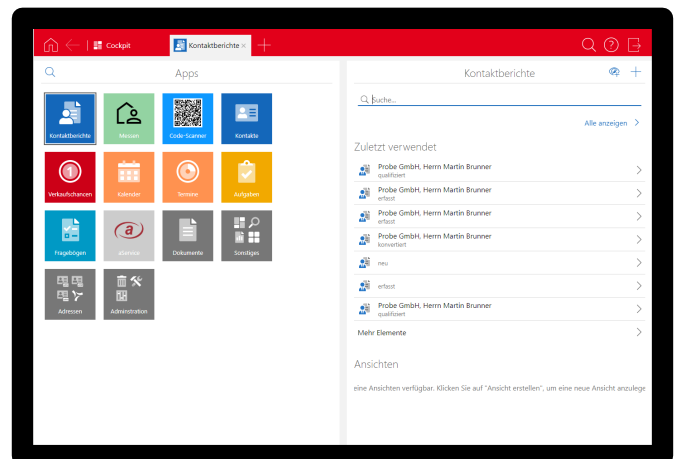 Cockpit
Kontaktberichte ×
Apps
Kontaktberichte
Messen
Code-Scanner
Kontakte
Verkaufschancen
1
Kalender
Termine
Aufgaben
Fragebögen
a
aService
Dokumente
Sonstiges
Adressen
Adminstration
Kontaktberichte
Suche...
Alle anzeigen
Zuletzt verwendet
Probe GmbH, Herrn Martin Brunner
qualifiziert
Probe GmbH, Herrn Martin Brunner
erfasst
Probe GmbH, Herrn Martin Brunner
erfasst
Probe GmbH, Herrn Martin Brunner
konvertiert
neu
erfasst
Probe GmbH, Herrn Martin Brunner
qualifiziert
Mehr Elemente
Ansichten
eine Ansichten verfügbar. Klicken Sie auf "Ansicht erstellen", um eine neue Ansicht anzulege